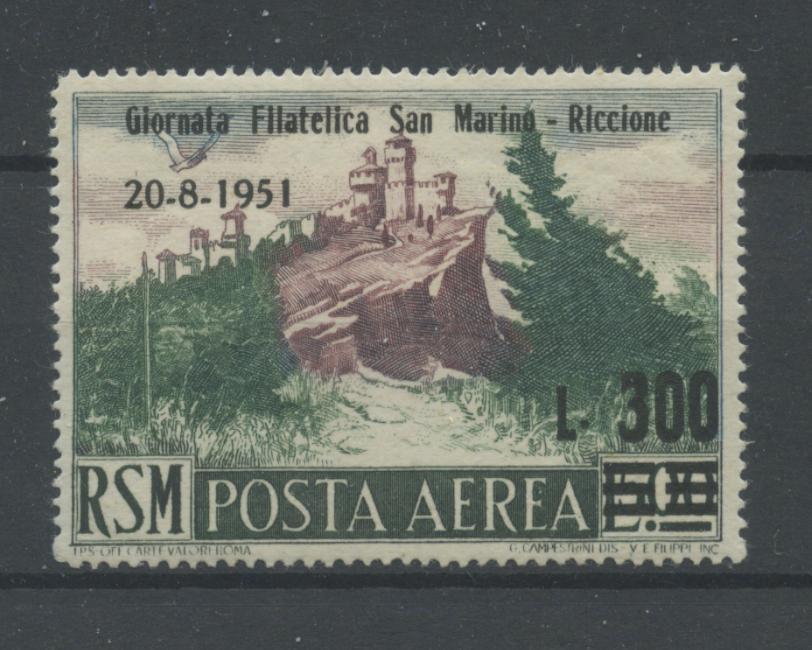 Giornata Filatelica San Marino - Riccione
20-8-1951
L. 300
RSM POSTA AEREA
I.P.S.-OFF. CARTE VALORI-ROMA. G. CAMPESTRINI DIS - V. E. FILIPPI. INC